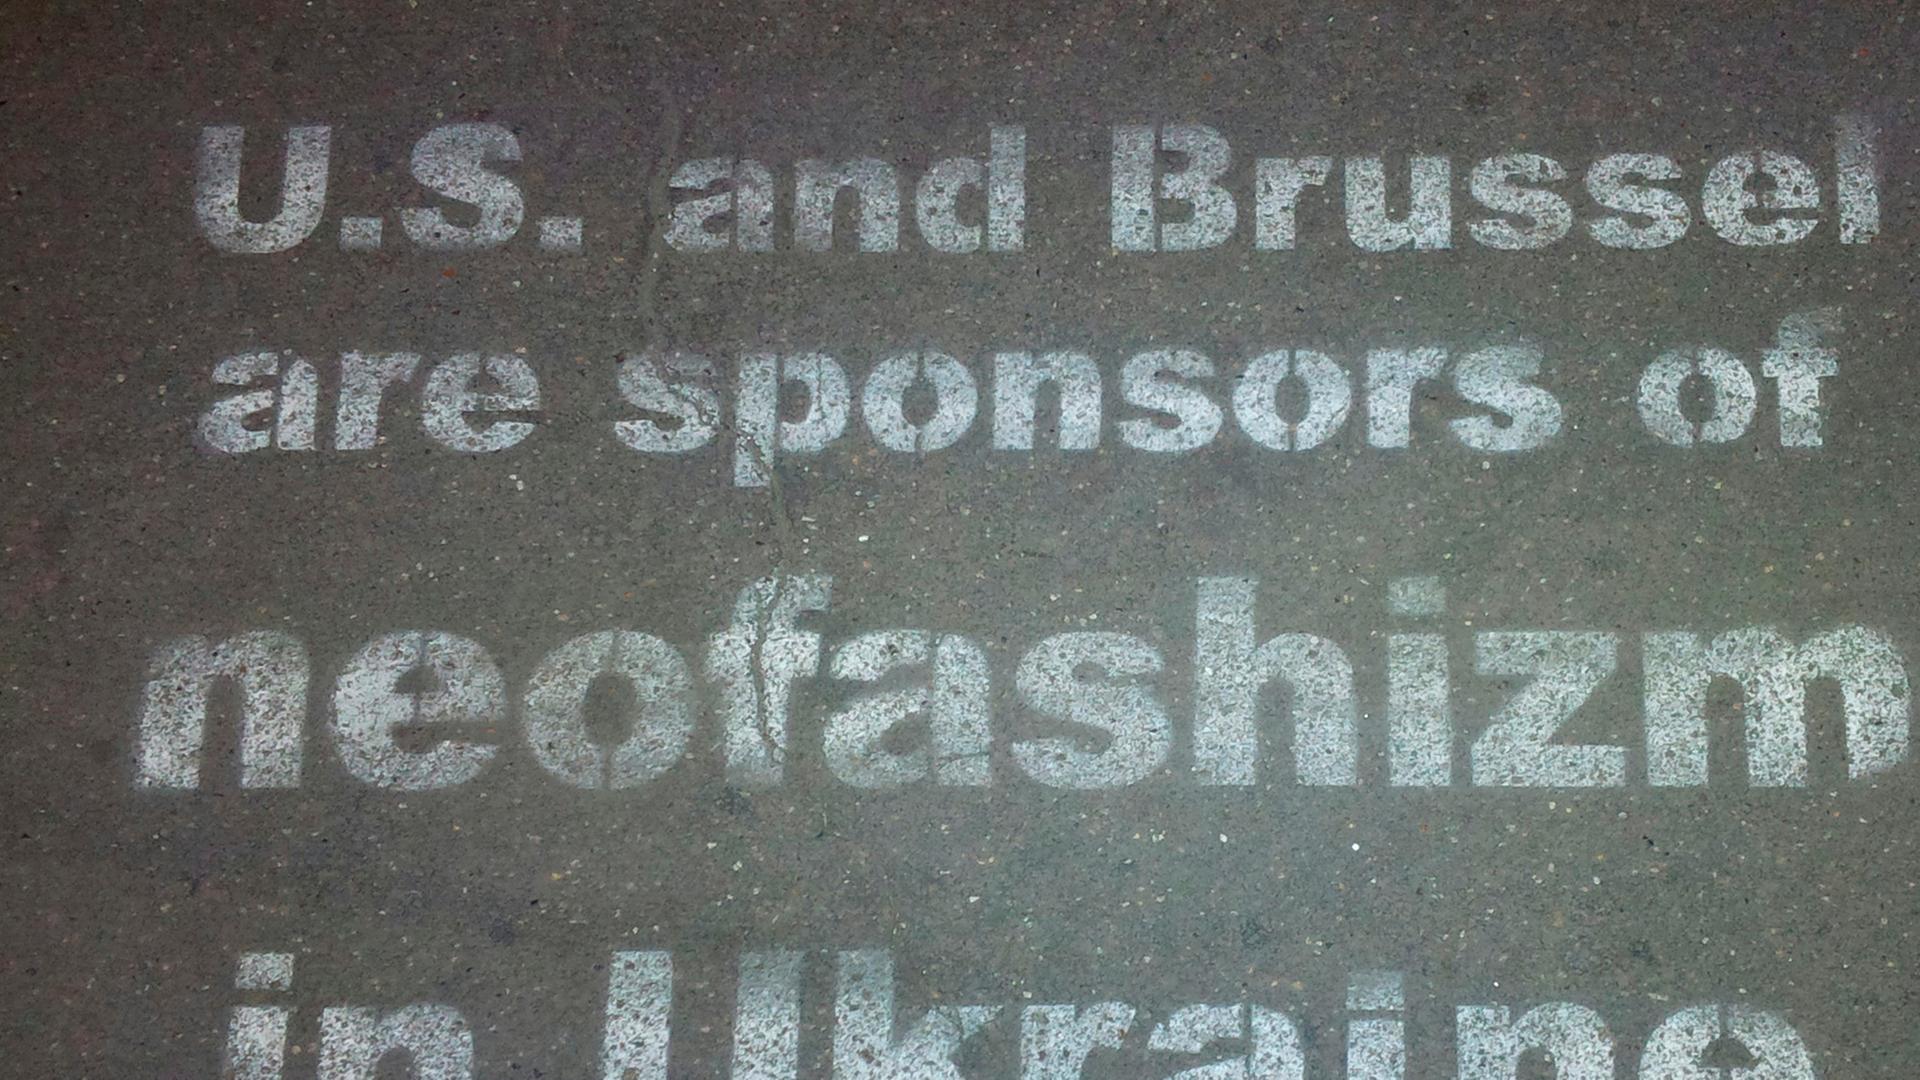 U.S. and Brussel
are sponsors of
neofashizm
in Ukraine